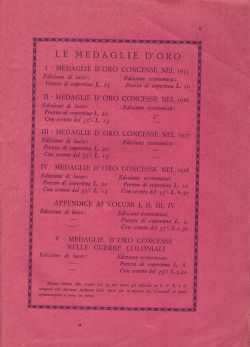 LE MEDAGLIE D'ORO
I - MEDAGLIE D'ORO CONCESSE NEL 1915
Edizione di lusso: Edizione economica:
Prezzo di copertina L. 25 Prezzo di copertina L. 10
II - MEDAGLIE D'ORO CONCESSE NEL 1916
Edizione di lusso: Edizione economica:
Prezzo di copertina L. 20
Con sconto del 35% L. 13
III - MEDAGLIE D'ORO CONCESSE NEL 1917
Edizione di lusso: Edizione economica:
Prezzo di copertina L. 20
Con sconto del 35% L. 13
IV - MEDAGLIE D'ORO CONCESSE NEL 1918
Edizione di lusso: Edizione economica:
Prezzo di copertina L. 20 Prezzo di copertina L. 10
Con sconto del 35% L. 13 Con sconto del 35% L. 6,50
APPENDICE AI VOLUMI I, II, III, IV
Edizione di lusso: Edizione economica:
Prezzo di copertina L. 2.
Con sconto del 35% L. 1.30
V - MEDAGLIE D'ORO CONCESSE
NELLE GUERRE COLONIALI
Edizione di lusso: Edizione economica:
Prezzo di copertina L. 8.
Con sconto del 35% L. 5,20